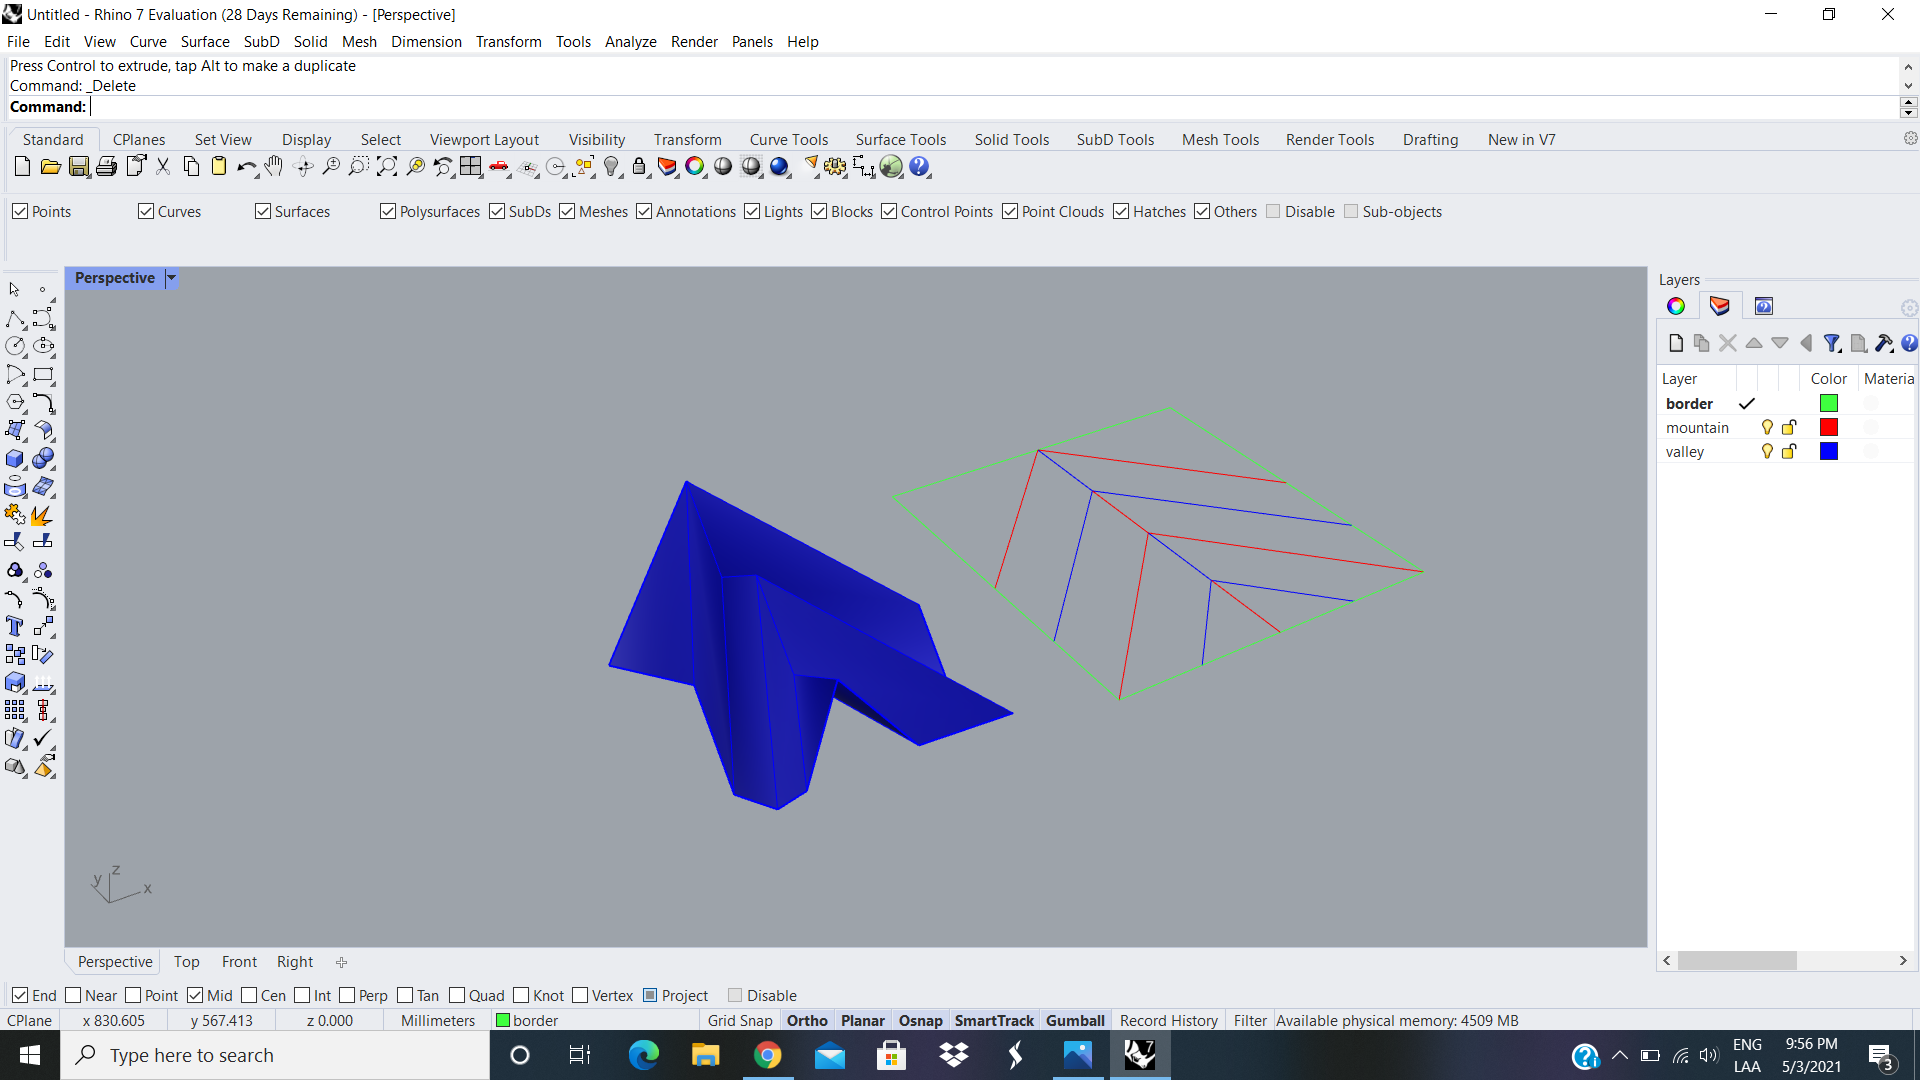 Untitled - Rhino 7 Evaluation (28 Days Remaining) - [Perspective]
File Edit View Curve Surface SubD Solid Mesh Dimension Transform Tools Analyze Render Panels Help
Press Control to extrude, tap Alt to make a duplicate
Command: _Delete
Command:
Standard CPlanes Set View Display Select Viewport Layout Visibility Transform Curve Tools Surface Tools Solid Tools SubD Tools Mesh Tools Render Tools Drafting New in V7
Points Curves Surfaces Polysurfaces SubDs Meshes Annotations Lights Blocks Control Points Point Clouds Hatches Others Disable Sub-objects
Perspective
Layers
Layer Color Materia
border
mountain
valley
z
y
x
Perspective Top Front Right
End Near Point Mid Cen Int Perp Tan Quad Knot Vertex Project Disable
CPlane x 830.605 y 567.413 z 0.000 Millimeters border Grid Snap Ortho Planar Osnap SmartTrack Gumball Record History Filter Available physical memory: 4509 MB
Type here to search
7
ENG
LAA
9:56 PM
5/3/2021
3